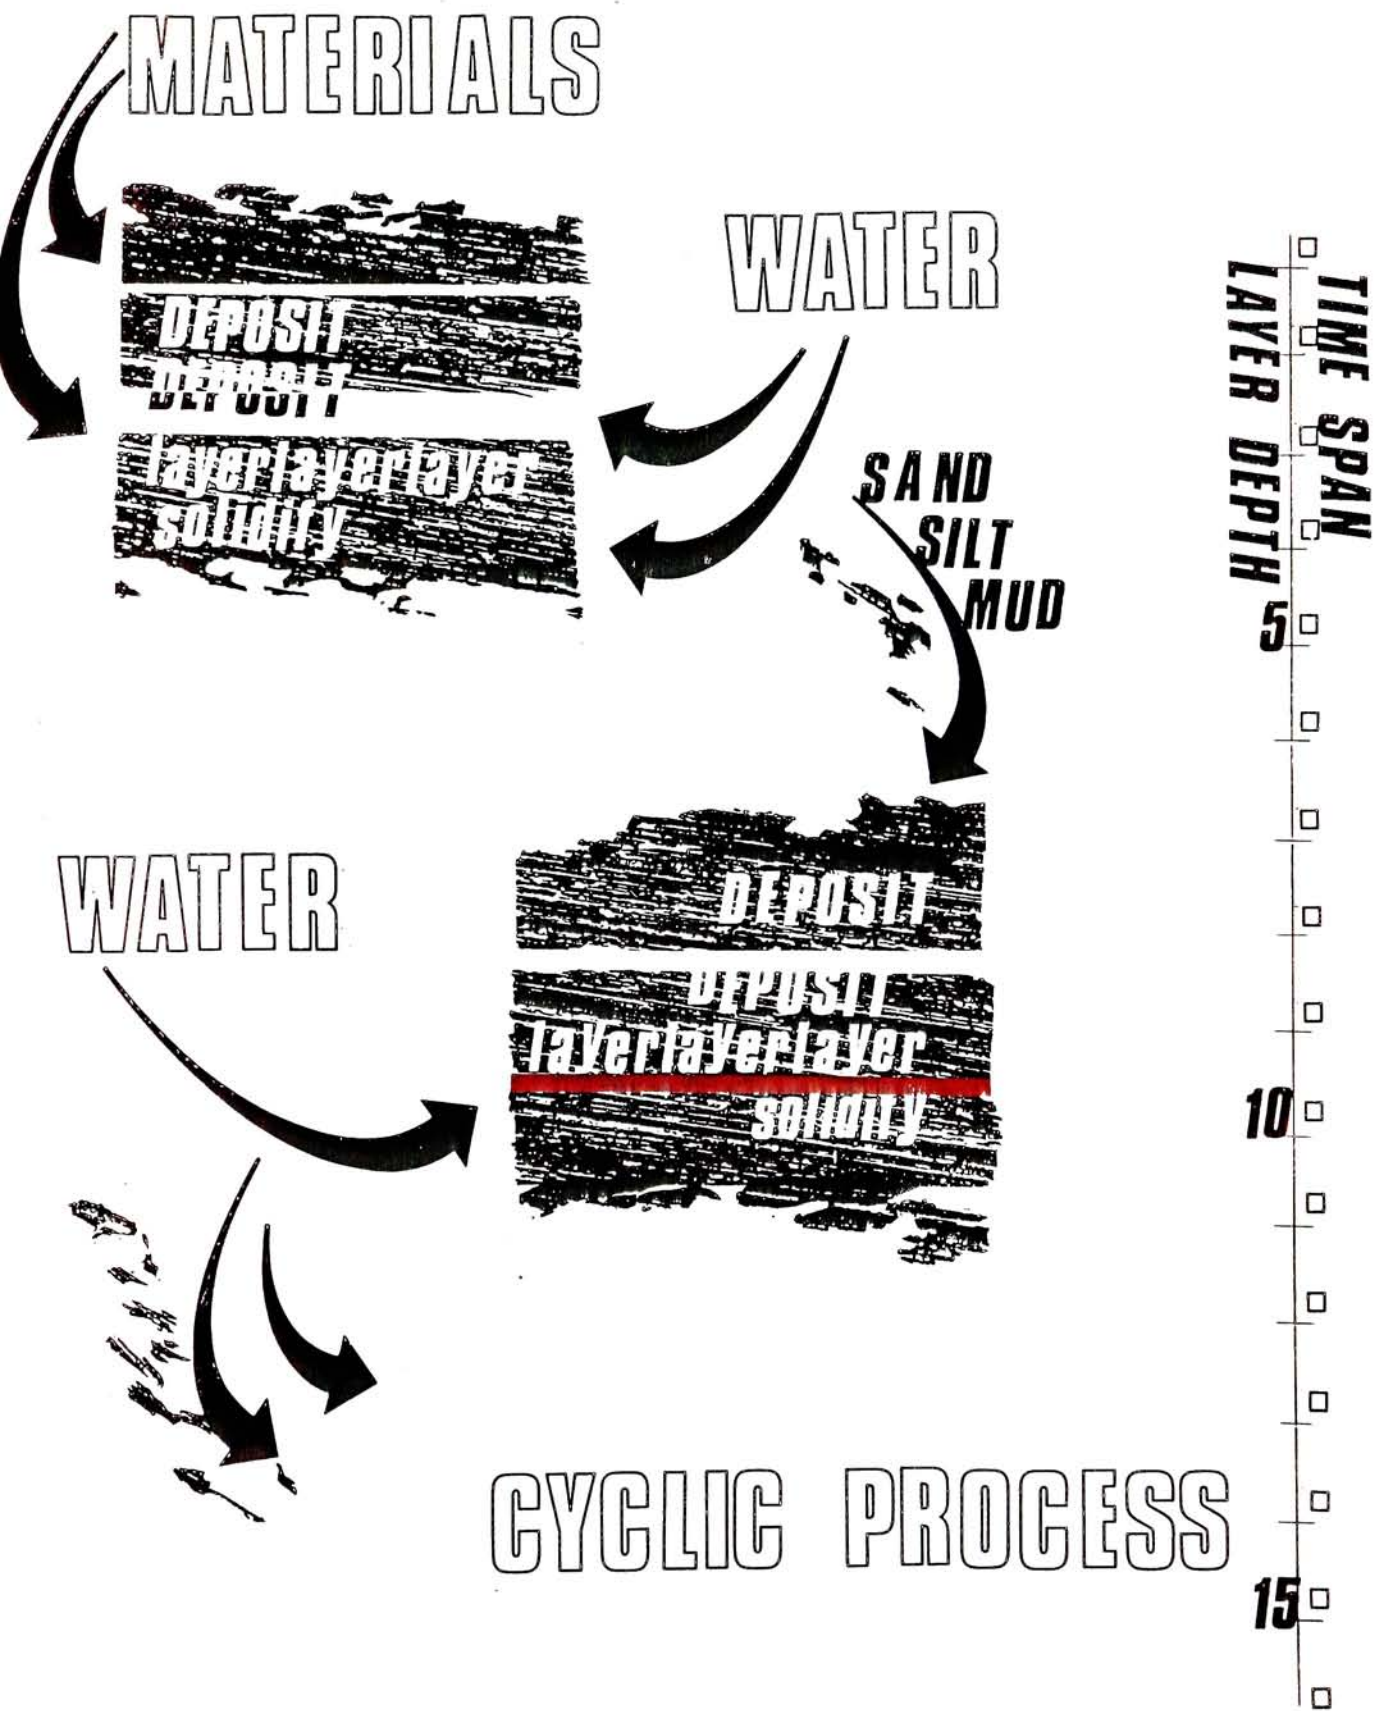 MATERIALS
WATER
DEPOSIT
DEPOSIT
layerlayerlayer
solidify
SAND
SILT
MUD
TIME SPAN
LAYER DEPTH
5
WATER
DEPOSIT
DEPOSIT
layerlayerlayer
solidify
10
CYCLIC PROCESS
15